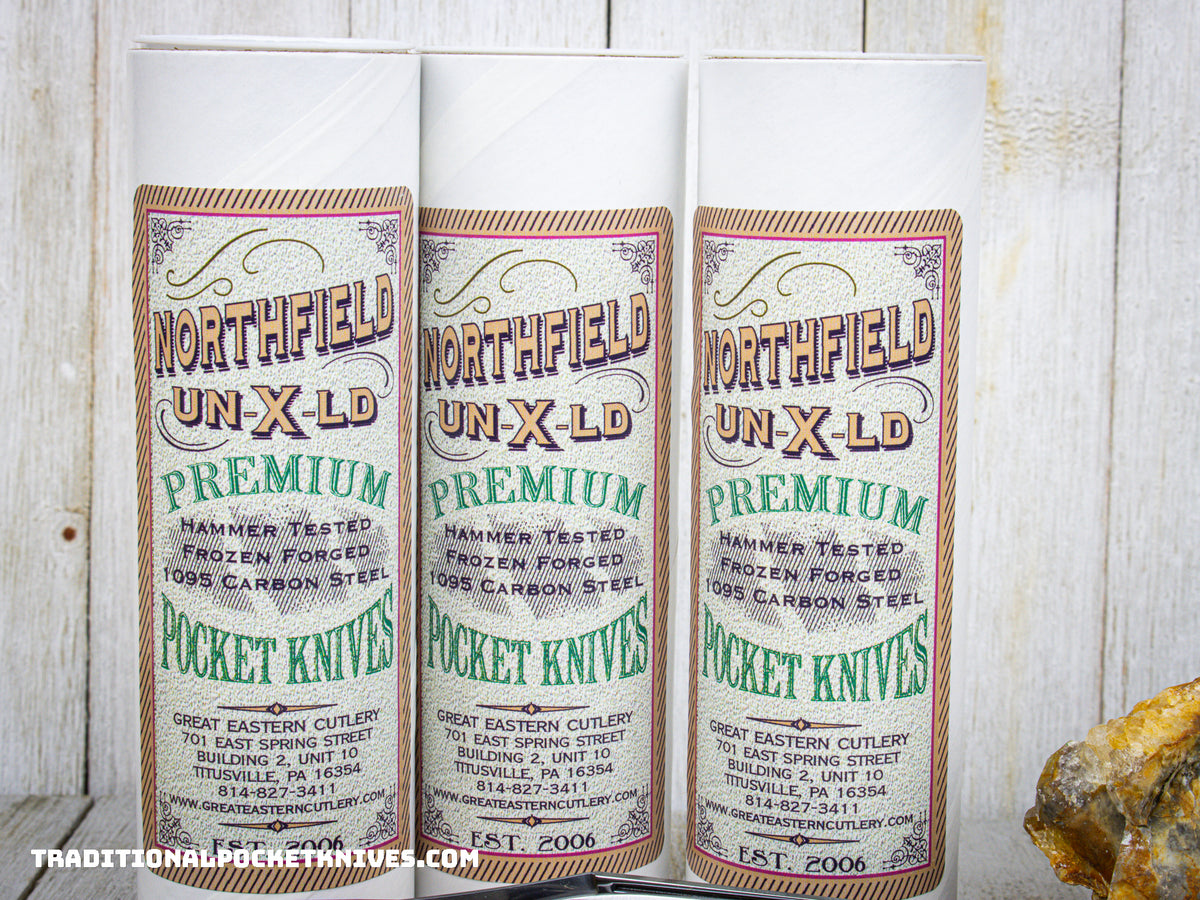 NORTHFIELD
UN-X-LD
PREMIUM
HAMMER TESTED
FROZEN FORGED
1095 CARBON STEEL
POCKET KNIVES
GREAT EASTERN CUTLERY
701 EAST SPRING STREET
BUILDING 2, UNIT 10
TITUSVILLE, PA 16354
814-827-3411
WWW.GREATEASTERNCUTLERY.COM
EST. 2006
NORTHFIELD
UN-X-LD
PREMIUM
HAMMER TESTED
FROZEN FORGED
1095 CARBON STEEL
POCKET KNIVES
GREAT EASTERN CUTLERY
701 EAST SPRING STREET
BUILDING 2, UNIT 10
TITUSVILLE, PA 16354
814-827-3411
WWW.GREATEASTERNCUTLERY.COM
EST. 2006
NORTHFIELD
UN-X-LD
PREMIUM
HAMMER TESTED
FROZEN FORGED
1095 CARBON STEEL
POCKET KNIVES
GREAT EASTERN CUTLERY
701 EAST SPRING STREET
BUILDING 2, UNIT 10
TITUSVILLE, PA 16354
814-827-3411
WWW.GREATEASTERNCUTLERY.COM
EST. 2006
TRADITIONALPOCKETKNIVES.COM